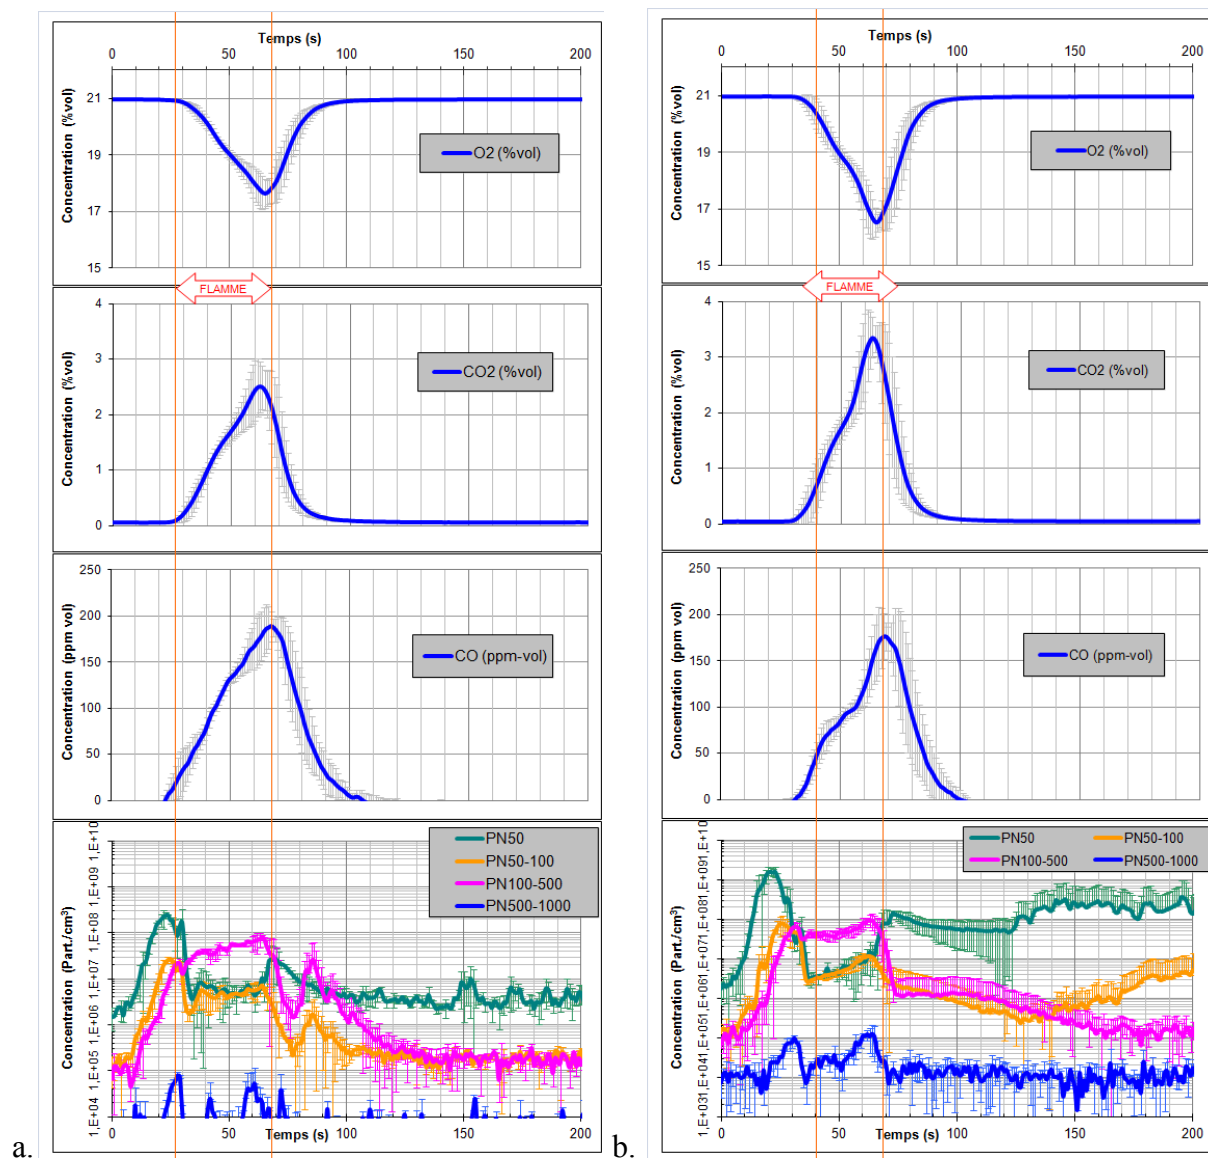 Temps (s)
0 50 100 150 200
Concentration (%vol)
21
19
17
15
O2 (%vol)
FLAMME
Concentration (%vol)
4
3
2
1
0
CO2 (%vol)
Concentration (ppm vol)
250
200
150
100
50
0
CO (ppm-vol)
Concentration (Part./cm³)
1,E+10
1,E+09
1,E+08
1,E+07
1,E+06
1,E+05
1,E+04
PN50
PN50-100
PN100-500
PN500-1000
0 50 100 150 200
Temps (s)
a.
Temps (s)
0 50 100 150 200
Concentration (%vol)
21
19
17
15
O2 (%vol)
FLAMME
Concentration (%vol)
4
3
2
1
0
CO2 (%vol)
Concentration (ppm vol)
250
200
150
100
50
0
CO (ppm-vol)
Concentration (Part./cm³)
1,E+10
1,E+09
1,E+08
1,E+07
1,E+06
1,E+05
1,E+04
1,E+03
PN50 PN50-100
PN100-500 PN500-1000
0 50 100 150 200
Temps (s)
b.